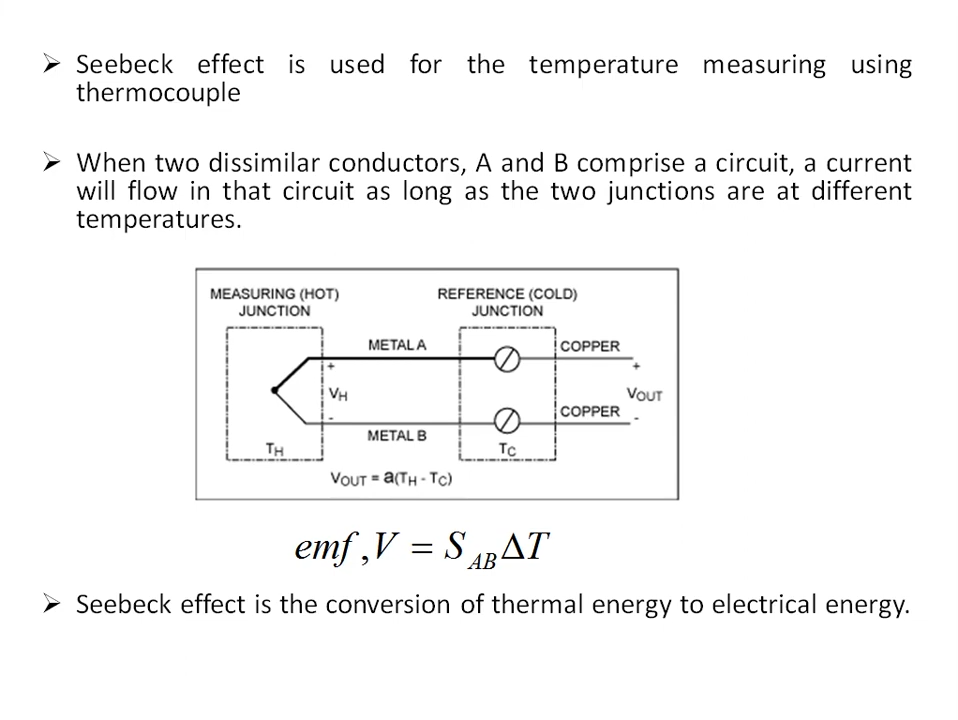 ➢ Seebeck effect is used for the temperature measuring using
thermocouple
➢ When two dissimilar conductors, A and B comprise a circuit, a current
will flow in that circuit as long as the two junctions are at different
temperatures.
MEASURING (HOT) REFERENCE (COLD)
JUNCTION JUNCTION
METAL A COPPER
+ +
VH VOUT
- COPPER -
METAL B
TH TC
VOUT = a(TH - TC)
emf, V = S_AB ΔT
➢ Seebeck effect is the conversion of thermal energy to electrical energy.